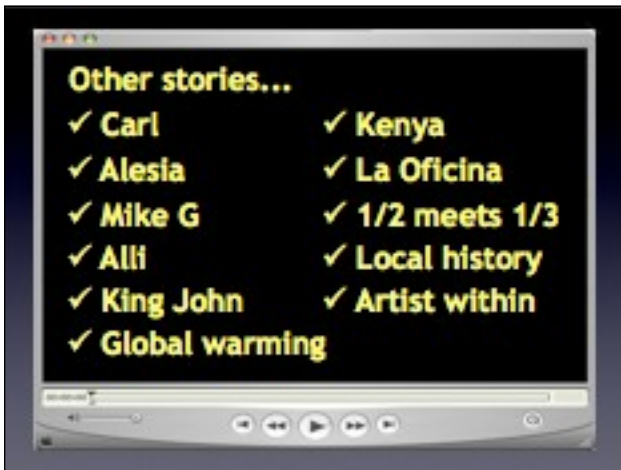 Other stories...
✓ Carl
✓ Alesia
✓ Mike G
✓ Alli
✓ King John
✓ Global warming
✓ Kenya
✓ La Oficina
✓ 1/2 meets 1/3
✓ Local history
✓ Artist within